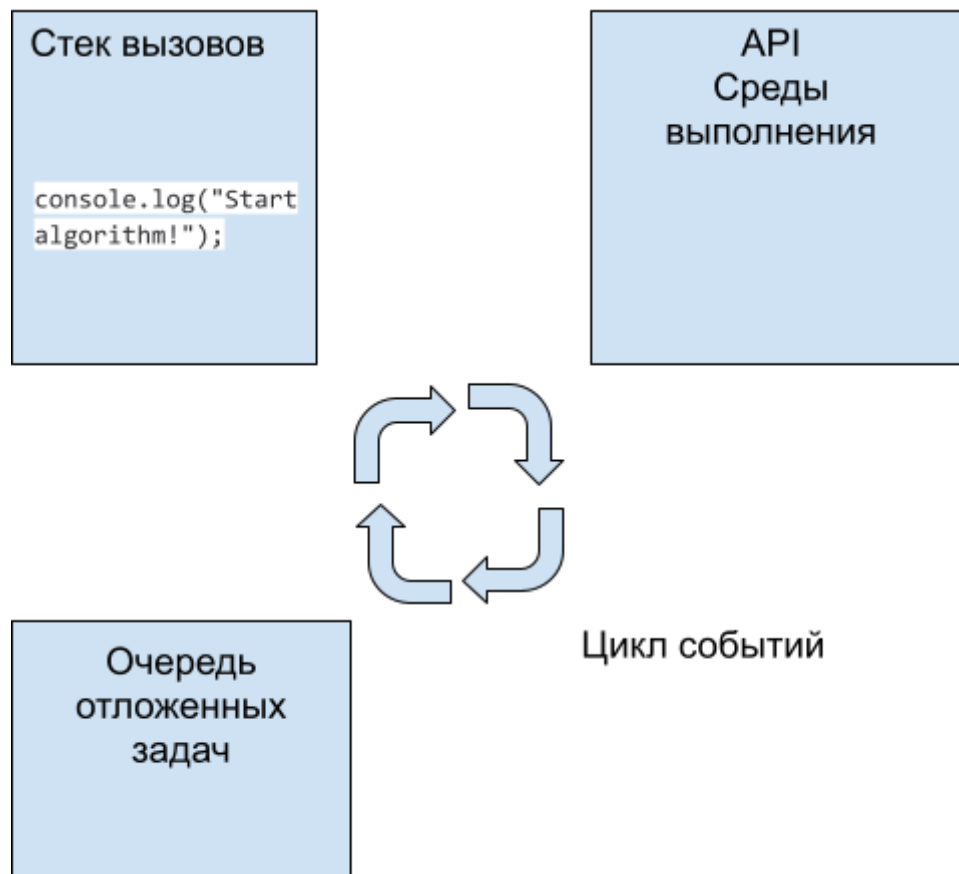 Стек вызовов
console.log("Start
algorithm!");
API
Среды
выполнения
Очередь
отложенных
задач
Цикл событий